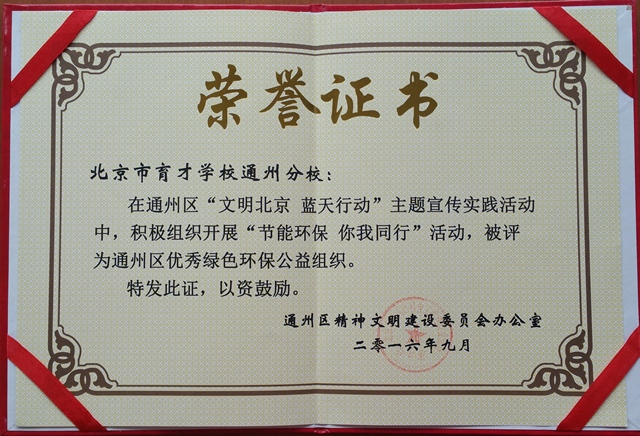 荣誉证书
北京市育才学校通州分校：
在通州区“文明北京 蓝天行动”主题宣传实践活动
中，积极组织开展“节能环保 你我同行”活动，被评
为通州区优秀绿色环保公益组织。
特发此证，以资鼓励。
通州区精神文明建设委员会办公室
二零一六年九月